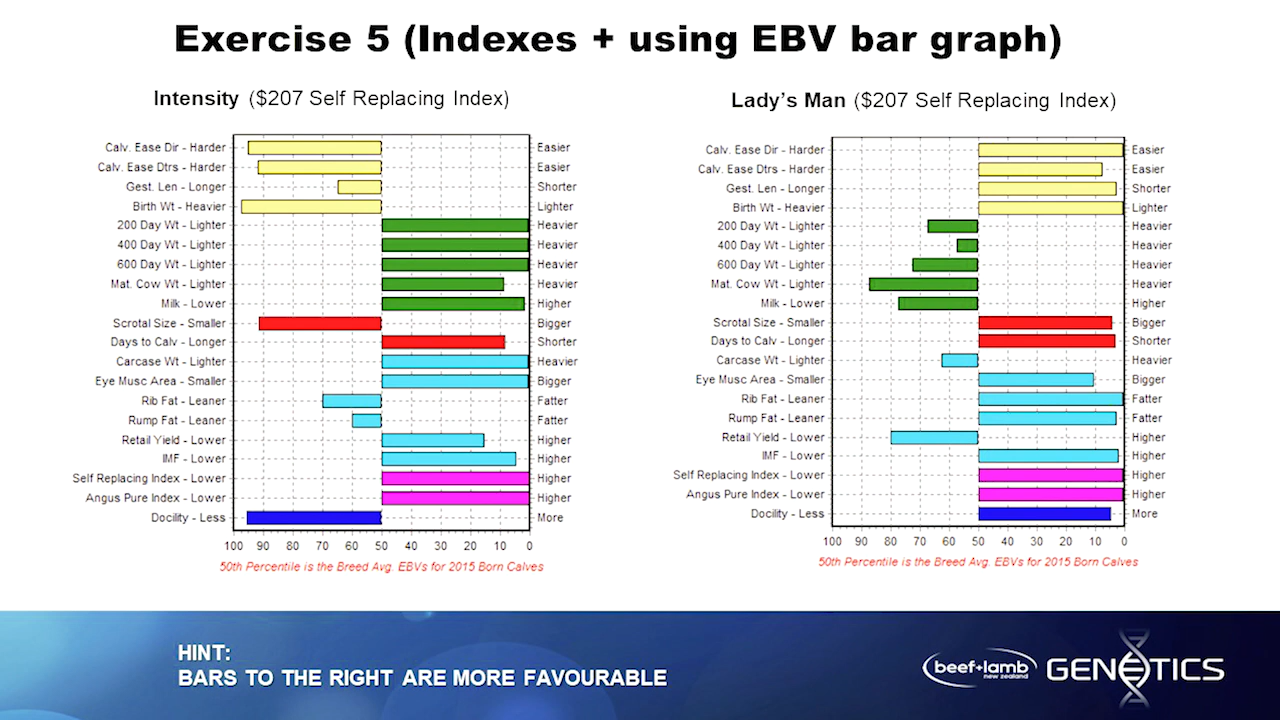 Exercise 5 (Indexes + using EBV bar graph)
Intensity ($207 Self Replacing Index)
Calv. Ease Dir - Harder Easier
Calv. Ease Dtrs - Harder Easier
Gest. Len - Longer Shorter
Birth Wt - Heavier Lighter
200 Day Wt - Lighter Heavier
400 Day Wt - Lighter Heavier
600 Day Wt - Lighter Heavier
Mat. Cow Wt - Lighter Heavier
Milk - Lower Higher
Scrotal Size - Smaller Bigger
Days to Calv - Longer Shorter
Carcase Wt - Lighter Heavier
Eye Musc Area - Smaller Bigger
Rib Fat - Leaner Fatter
Rump Fat - Leaner Fatter
Retail Yield - Lower Higher
IMF - Lower Higher
Self Replacing Index - Lower Higher
Angus Pure Index - Lower Higher
Docility - Less More
100 90 80 70 60 50 40 30 20 10 0
50th Percentile is the Breed Avg. EBVs for 2015 Born Calves
Lady's Man ($207 Self Replacing Index)
Calv. Ease Dir - Harder Easier
Calv. Ease Dtrs - Harder Easier
Gest. Len - Longer Shorter
Birth Wt - Heavier Lighter
200 Day Wt - Lighter Heavier
400 Day Wt - Lighter Heavier
600 Day Wt - Lighter Heavier
Mat. Cow Wt - Lighter Heavier
Milk - Lower Higher
Scrotal Size - Smaller Bigger
Days to Calv - Longer Shorter
Carcase Wt - Lighter Heavier
Eye Musc Area - Smaller Bigger
Rib Fat - Leaner Fatter
Rump Fat - Leaner Fatter
Retail Yield - Lower Higher
IMF - Lower Higher
Self Replacing Index - Lower Higher
Angus Pure Index - Lower Higher
Docility - Less More
100 90 80 70 60 50 40 30 20 10 0
50th Percentile is the Breed Avg. EBVs for 2015 Born Calves
HINT:
BARS TO THE RIGHT ARE MORE FAVOURABLE
beef+lamb
new zealand
GENETICS